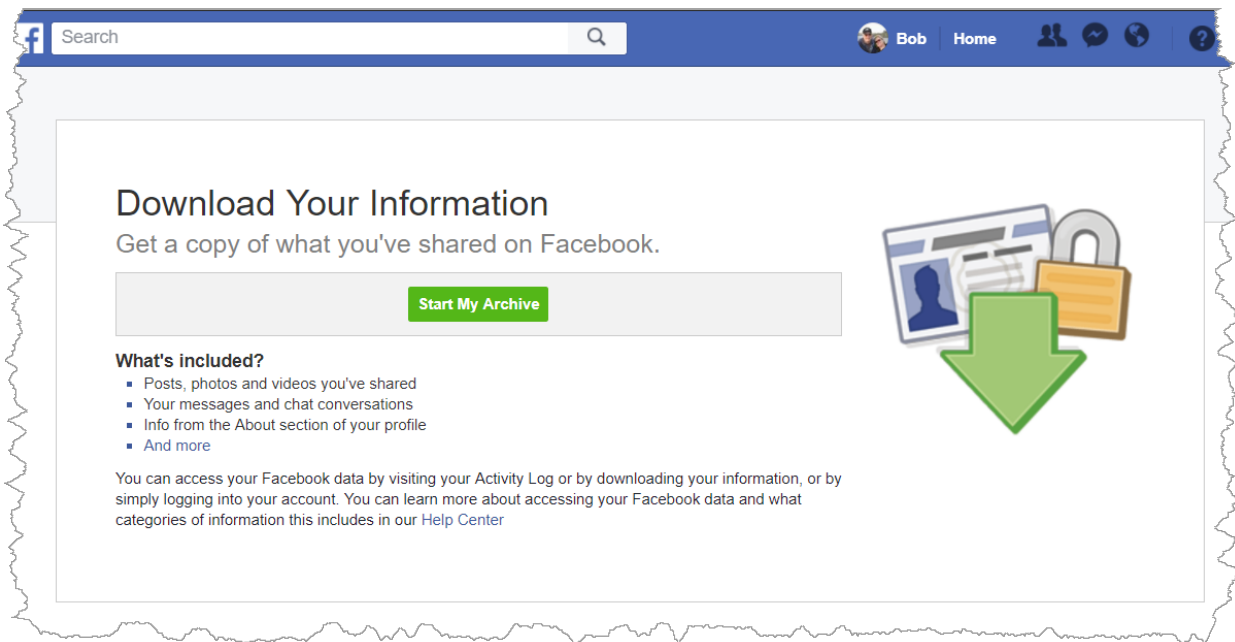 f Search Bob Home ?
Download Your Information
Get a copy of what you've shared on Facebook.
Start My Archive
What's included?
Posts, photos and videos you've shared
Your messages and chat conversations
Info from the About section of your profile
And more
You can access your Facebook data by visiting your Activity Log or by downloading your information, or by
simply logging into your account. You can learn more about accessing your Facebook data and what
categories of information this includes in our Help Center